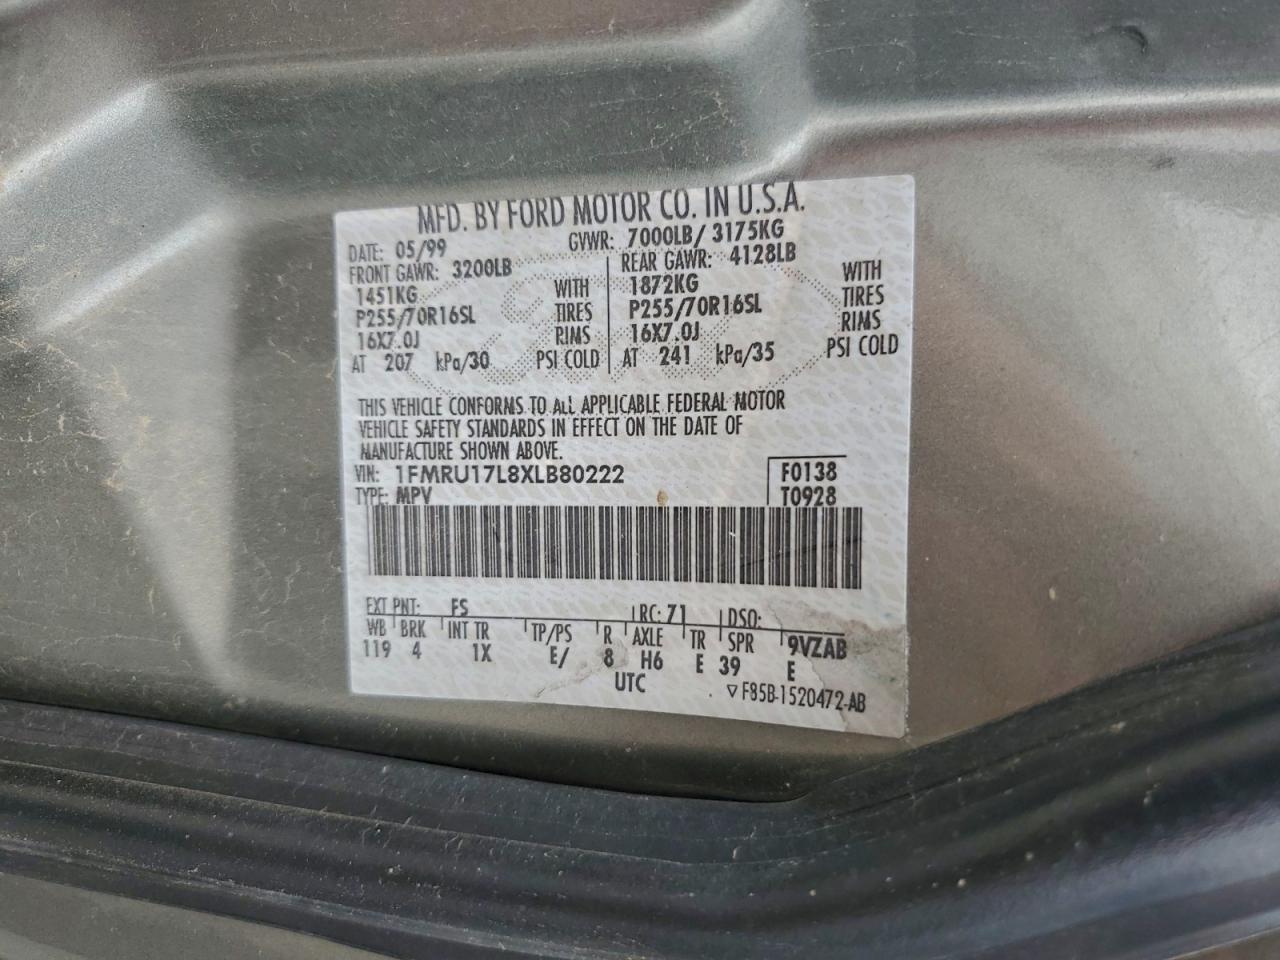 MFD. BY FORD MOTOR CO. IN U.S.A.
DATE: 05/99 GVWR: 7000LB/ 3175KG
FRONT GAWR: 3200LB REAR GAWR: 4128LB
1451KG WITH 1872KG WITH
P255/70R16SL TIRES P255/70R16SL TIRES
16X7.0J RIMS 16X7.0J RIMS
AT 207 kPa/30 PSI COLD AT 241 kPa/35 PSI COLD
THIS VEHICLE CONFORMS TO ALL APPLICABLE FEDERAL MOTOR
VEHICLE SAFETY STANDARDS IN EFFECT ON THE DATE OF
MANUFACTURE SHOWN ABOVE.
VIN: 1FMRU17L8XLB80222 F0138
TYPE: MPV T0928
EXT PNT: FS RC: 71 DSO:
WB BRK INT TR TP/PS R AXLE TR SPR 9VZAB
119 4 1X E/ 8 H6 E 39 E
UTC ▽F85B-1520472-AB